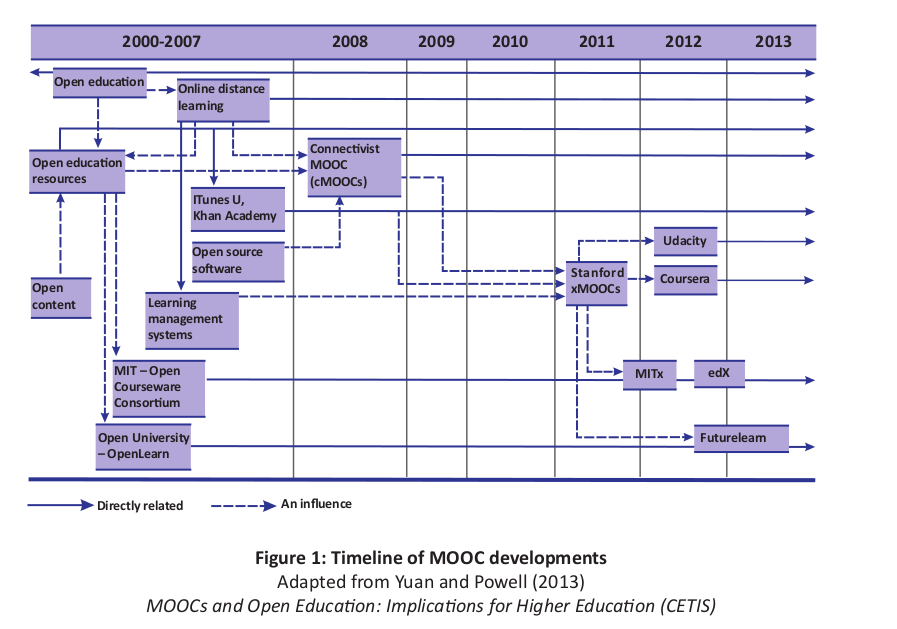 2000-2007 2008 2009 2010 2011 2012 2013
Open education
Online distance
learning
Open education
resources
Connectivist
MOOC
(cMOOCs)
ITunes U,
Khan Academy
Open source
software
Udacity
Stanford
xMOOCs
Coursera
Open
content
Learning
management
systems
MIT – Open
Courseware
Consortium
MITx
edX
Open University
– OpenLearn
Futurelearn
Directly related
An influence
Figure 1: Timeline of MOOC developments
Adapted from Yuan and Powell (2013)
MOOCs and Open Education: Implications for Higher Education (CETIS)